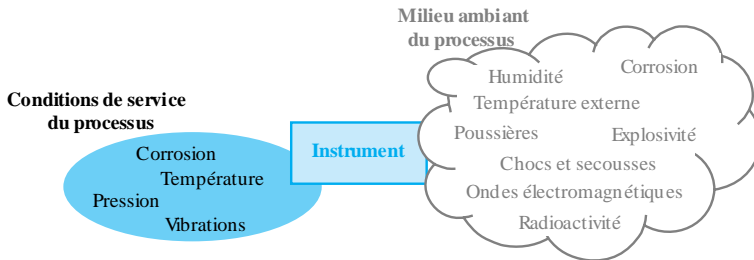 Milieu ambiant
du processus
Humidité
Corrosion
Température externe
Poussières
Explosivité
Chocs et secousses
Ondes électromagnétiques
Radioactivité
Conditions de service
du processus
Corrosion
Température
Pression
Vibrations
Instrument